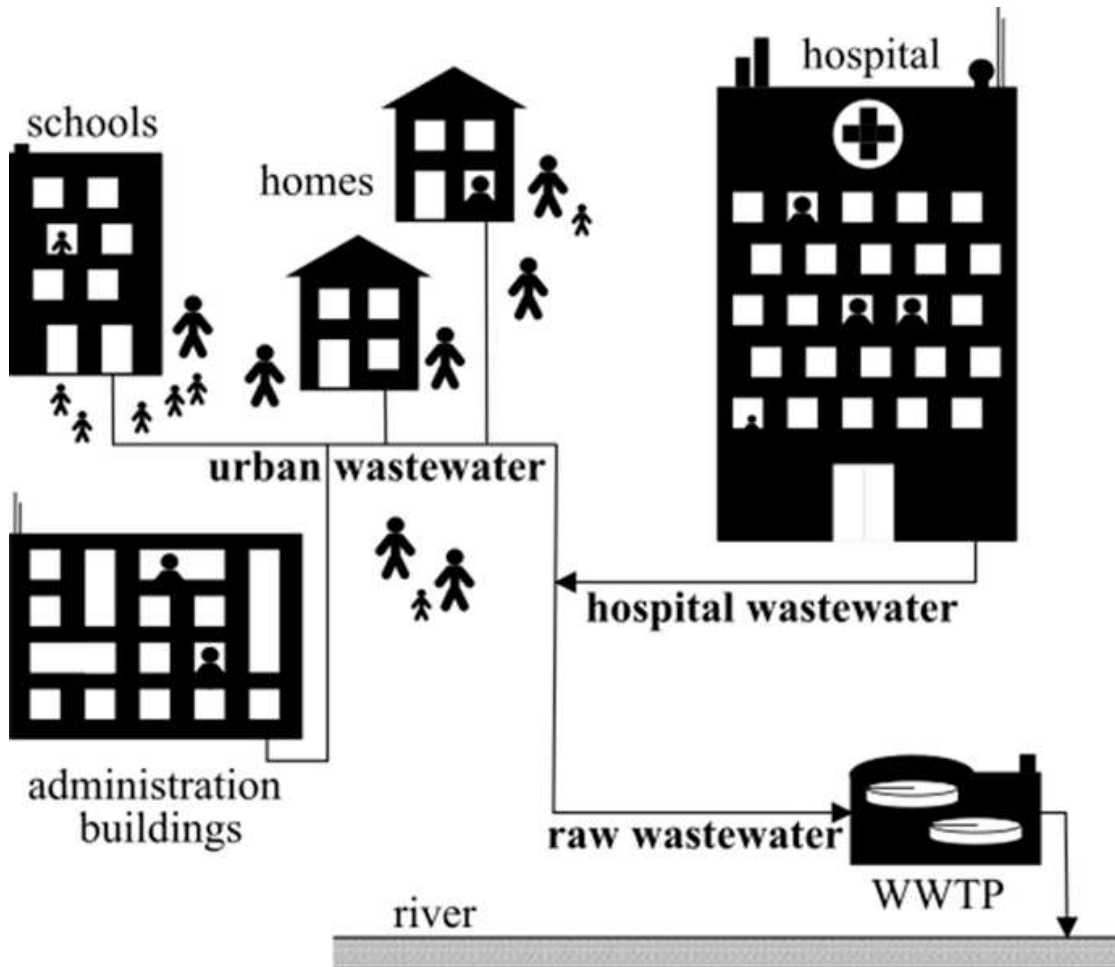 hospital
schools
homes
urban wastewater
hospital wastewater
administration
buildings
raw wastewater
WWTP
river